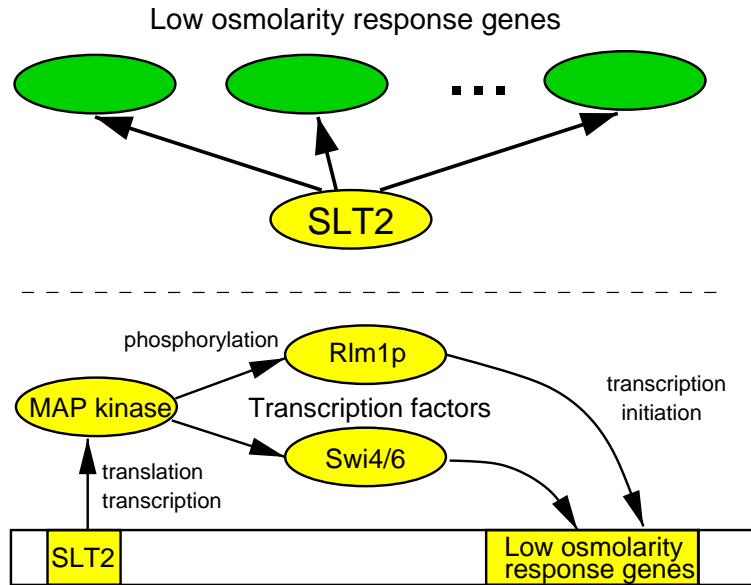 Low osmolarity response genes
SLT2
phosphorylation
Rlm1p
MAP kinase
Transcription factors
transcription
initiation
Swi4/6
translation
transcription
SLT2
Low osmolarity
response genes